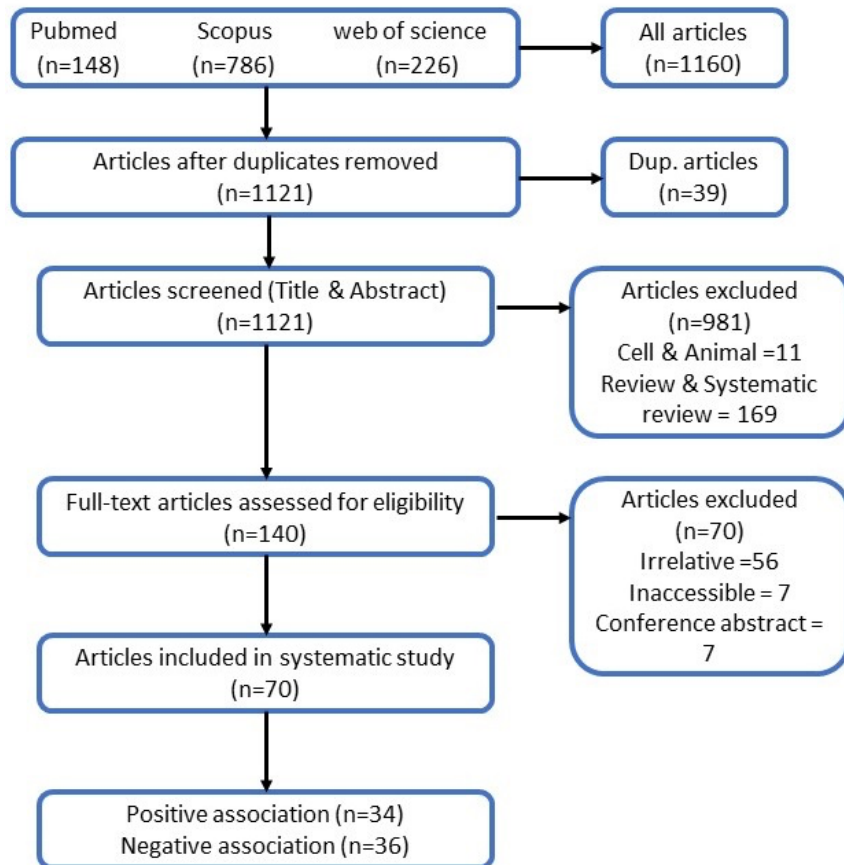 Pubmed Scopus web of science
(n=148) (n=786) (n=226)
All articles
(n=1160)
Articles after duplicates removed
(n=1121)
Dup. articles
(n=39)
Articles screened (Title & Abstract)
(n=1121)
Articles excluded
(n=981)
Cell & Animal =11
Review & Systematic
review = 169
Full-text articles assessed for eligibility
(n=140)
Articles excluded
(n=70)
Irrelative =56
Inaccessible = 7
Conference abstract =
7
Articles included in systematic study
(n=70)
Positive association (n=34)
Negative association (n=36)